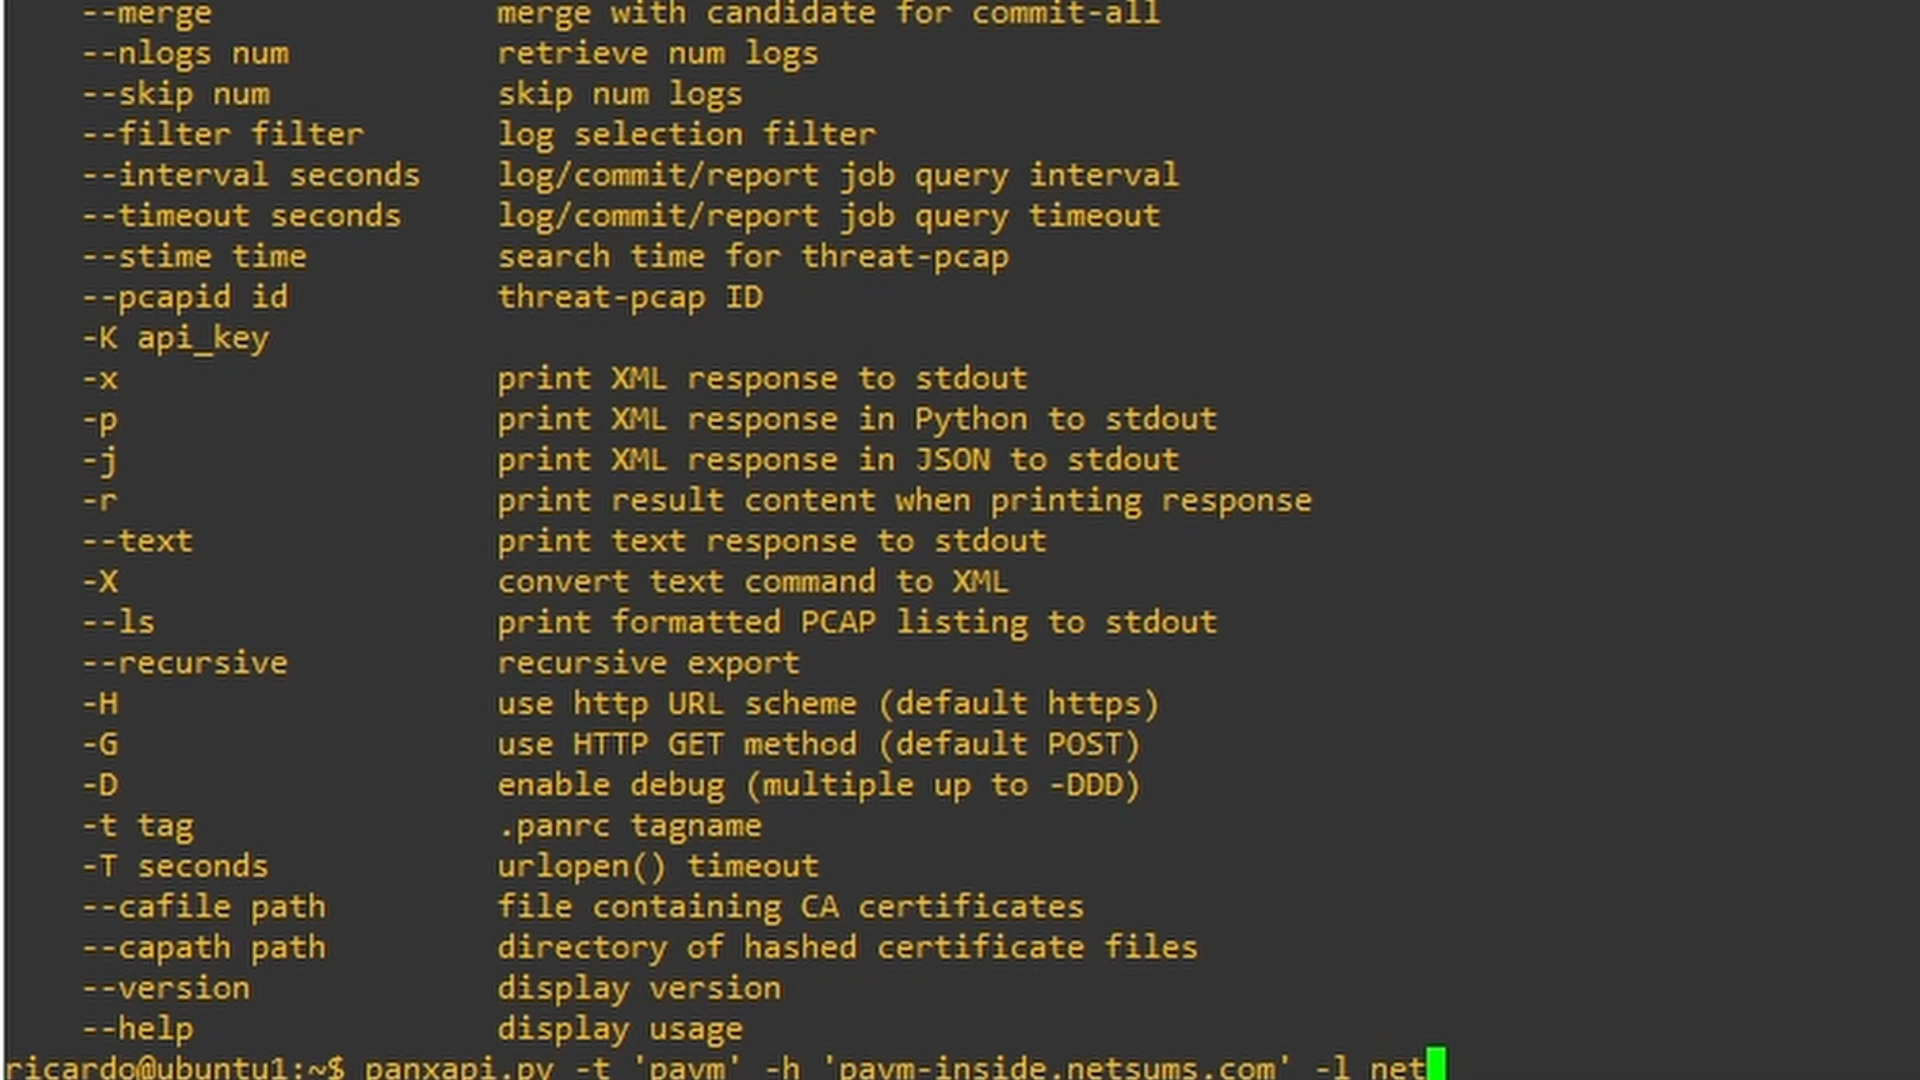 --merge merge with candidate for commit-all
--nlogs num retrieve num logs
--skip num skip num logs
--filter filter log selection filter
--interval seconds log/commit/report job query interval
--timeout seconds log/commit/report job query timeout
--stime time search time for threat-pcap
--pcapid id threat-pcap ID
-K api_key
-x print XML response to stdout
-p print XML response in Python to stdout
-j print XML response in JSON to stdout
-r print result content when printing response
--text print text response to stdout
-X convert text command to XML
--ls print formatted PCAP listing to stdout
--recursive recursive export
-H use http URL scheme (default https)
-G use HTTP GET method (default POST)
-D enable debug (multiple up to -DDD)
-t tag .panrc tagname
-T seconds urlopen() timeout
--cafile path file containing CA certificates
--capath path directory of hashed certificate files
--version display version
--help display usage
ricardo@ubuntu1:~$ panxapi.py -t 'pavm' -h 'pavm-inside.netsums.com' -l net